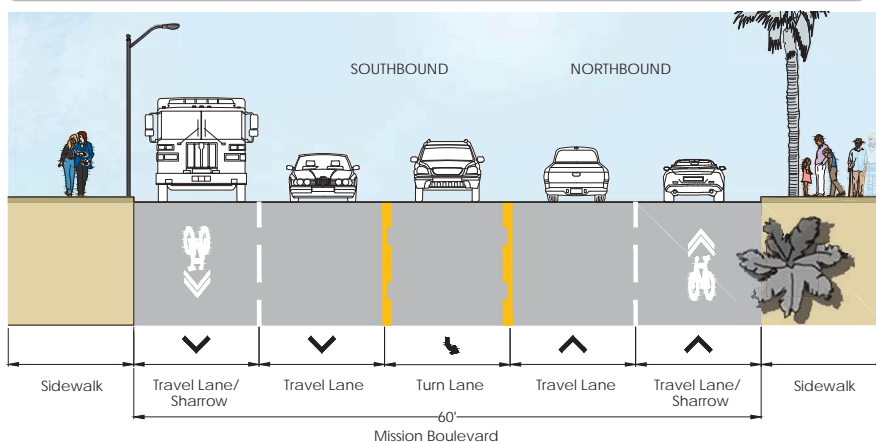 SOUTHBOUND
NORTHBOUND
Sidewalk
Travel Lane/
Sharrow
Travel Lane
Turn Lane
Travel Lane
Travel Lane/
Sharrow
Sidewalk
60'
Mission Boulevard